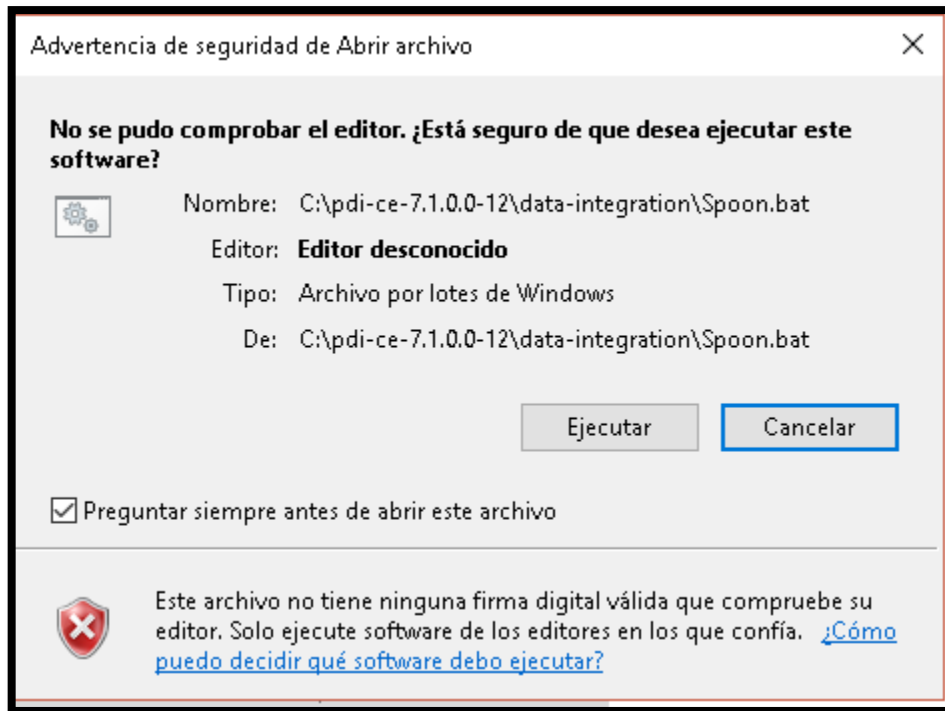 Advertencia de seguridad de Abrir archivo
No se pudo comprobar el editor. ¿Está seguro de que desea ejecutar este
software?
Nombre: C:\pdi-ce-7.1.0.0-12\data-integration\Spoon.bat
Editor: Editor desconocido
Tipo: Archivo por lotes de Windows
De: C:\pdi-ce-7.1.0.0-12\data-integration\Spoon.bat
Ejecutar Cancelar
Preguntar siempre antes de abrir este archivo
Este archivo no tiene ninguna firma digital válida que compruebe su
editor. Solo ejecute software de los editores en los que confía. ¿Cómo
puedo decidir qué software debo ejecutar?